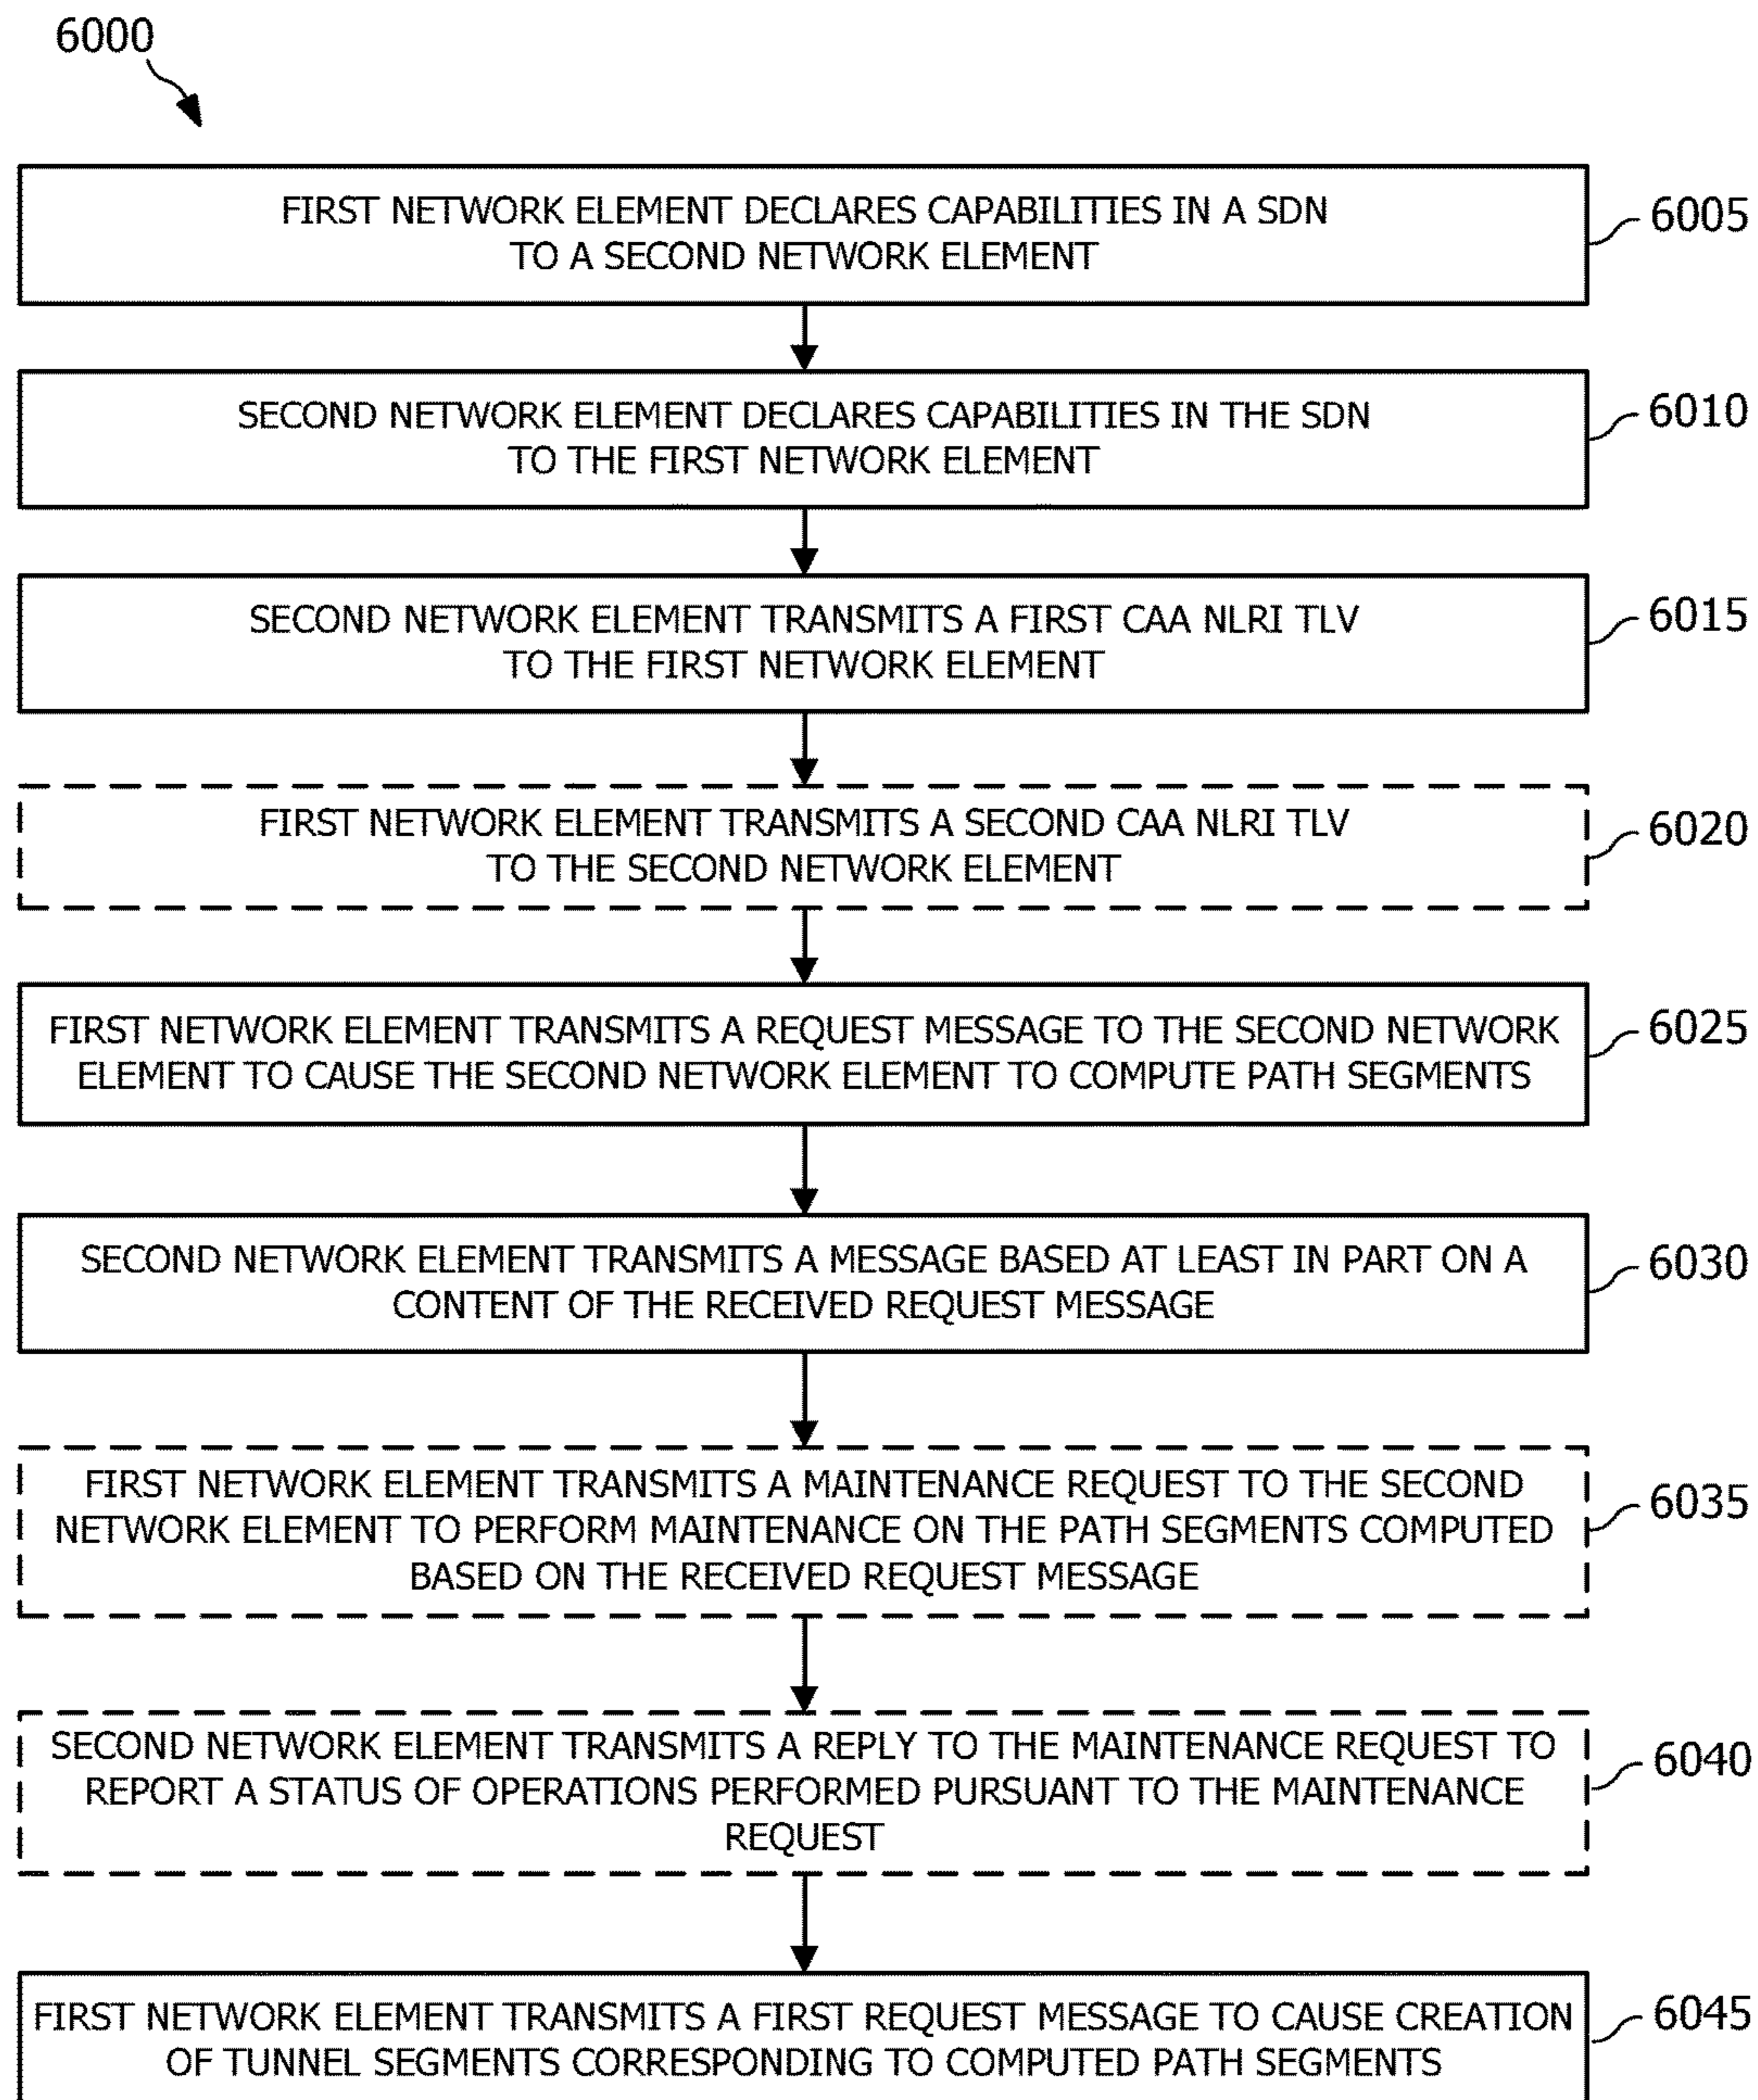 6000
FIRST NETWORK ELEMENT DECLARES CAPABILITIES IN A SDN
TO A SECOND NETWORK ELEMENT
6005
SECOND NETWORK ELEMENT DECLARES CAPABILITIES IN THE SDN
TO THE FIRST NETWORK ELEMENT
6010
SECOND NETWORK ELEMENT TRANSMITS A FIRST CAA NLRI TLV
TO THE FIRST NETWORK ELEMENT
6015
FIRST NETWORK ELEMENT TRANSMITS A SECOND CAA NLRI TLV
TO THE SECOND NETWORK ELEMENT
6020
FIRST NETWORK ELEMENT TRANSMITS A REQUEST MESSAGE TO THE SECOND NETWORK
ELEMENT TO CAUSE THE SECOND NETWORK ELEMENT TO COMPUTE PATH SEGMENTS
6025
SECOND NETWORK ELEMENT TRANSMITS A MESSAGE BASED AT LEAST IN PART ON A
CONTENT OF THE RECEIVED REQUEST MESSAGE
6030
FIRST NETWORK ELEMENT TRANSMITS A MAINTENANCE REQUEST TO THE SECOND
NETWORK ELEMENT TO PERFORM MAINTENANCE ON THE PATH SEGMENTS COMPUTED
BASED ON THE RECEIVED REQUEST MESSAGE
6035
SECOND NETWORK ELEMENT TRANSMITS A REPLY TO THE MAINTENANCE REQUEST TO
REPORT A STATUS OF OPERATIONS PERFORMED PURSUANT TO THE MAINTENANCE
REQUEST
6040
FIRST NETWORK ELEMENT TRANSMITS A FIRST REQUEST MESSAGE TO CAUSE CREATION
OF TUNNEL SEGMENTS CORRESPONDING TO COMPUTED PATH SEGMENTS
6045